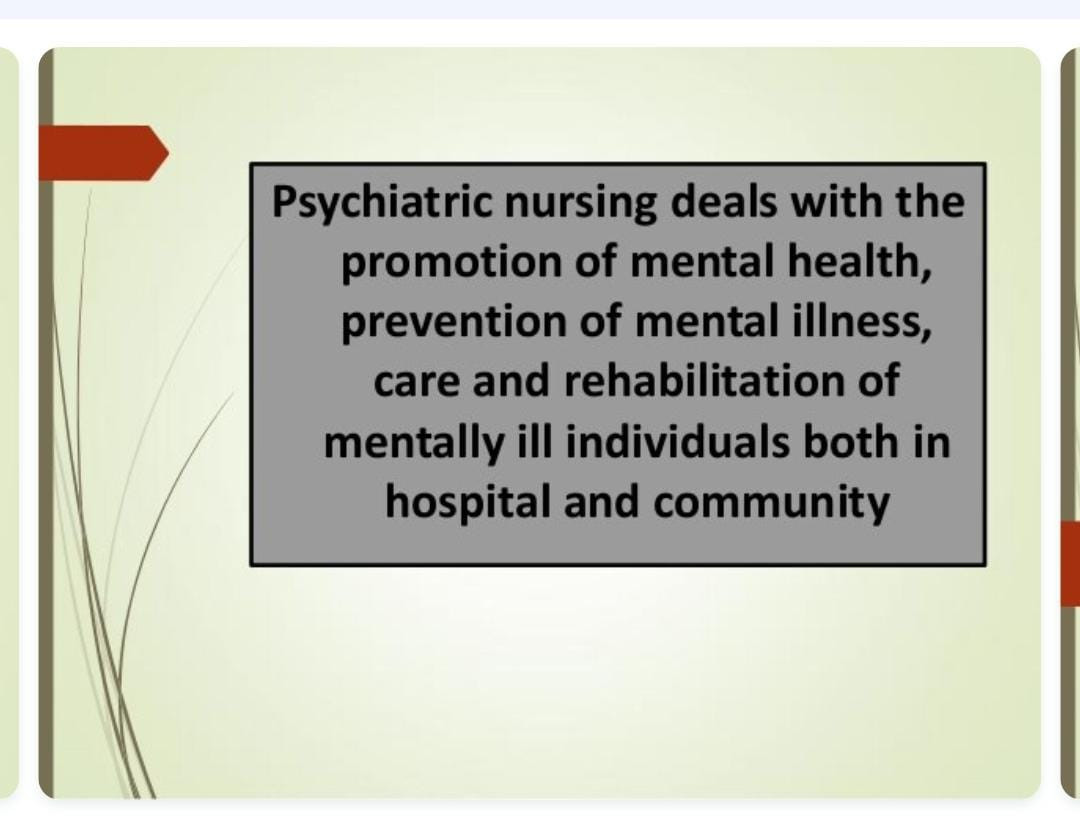 Psychiatric nursing deals with the
promotion of mental health,
prevention of mental illness,
care and rehabilitation of
mentally ill individuals both in
hospital and community